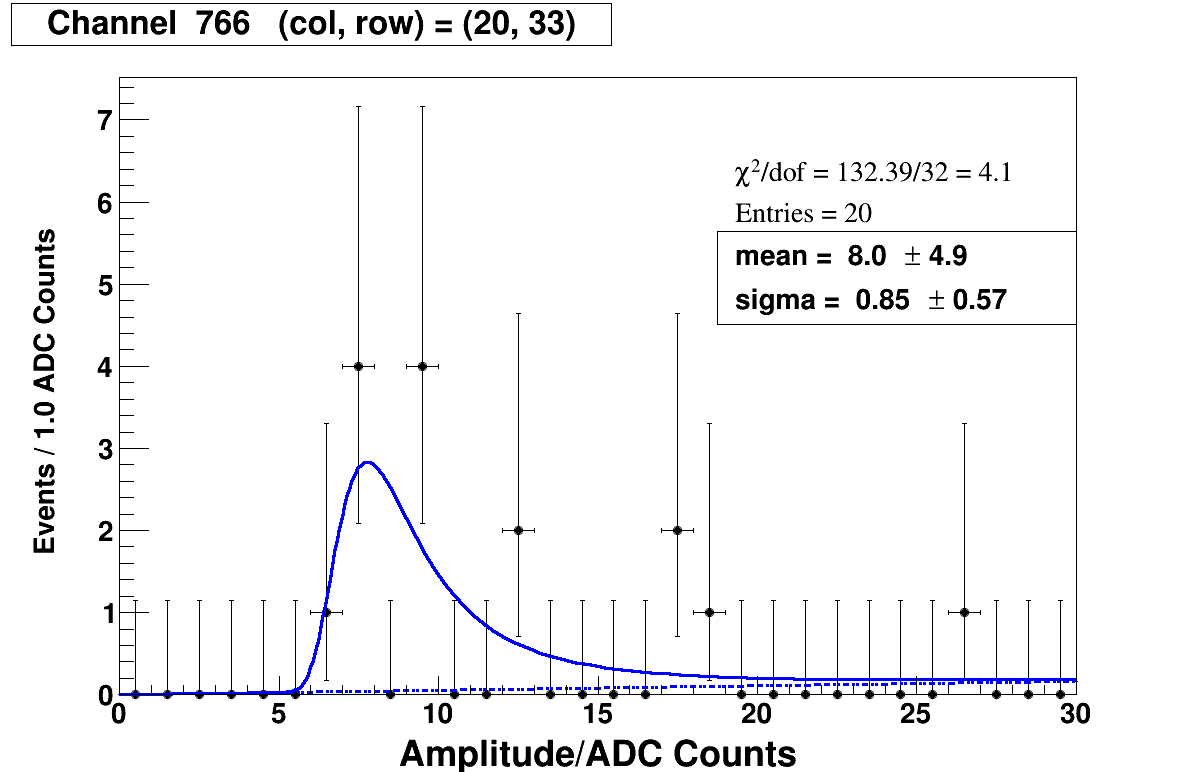 Channel  766   (col, row) = (20, 33)
χ²/dof = 132.39/32 = 4.1
Entries = 20
mean =  8.0  ± 4.9
sigma =  0.85  ± 0.57
Events / 1.0 ADC Counts
7
6
5
4
3
2
1
0
0 5 10 15 20 25 30
Amplitude/ADC Counts